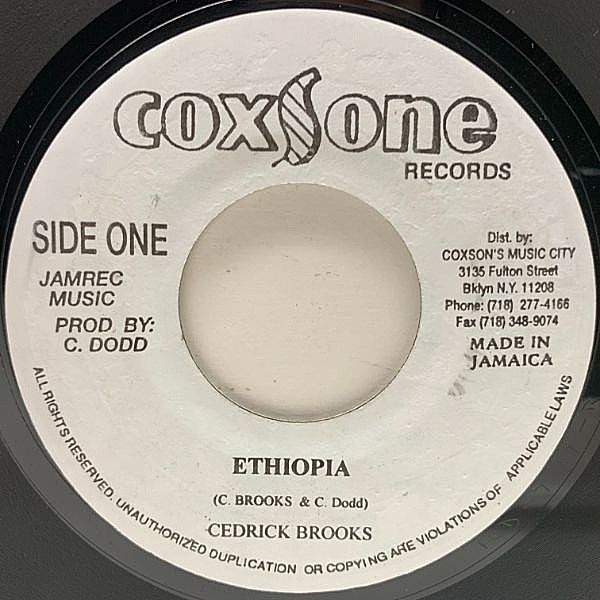 coxsone
RECORDS
SIDE ONE
JAMREC
MUSIC
PROD. BY:
C. DODD
Dist. by:
COXSON'S MUSIC CITY
3135 Fulton Street
Bklyn N.Y. 11208
Phone: (718) 277-4166
Fax (718) 348-9074
MADE IN
JAMAICA
ETHIOPIA
(C. BROOKS & C. Dodd)
CEDRICK BROOKS
ALL RIGHTS RESERVED. UNAUTHORIZED DUPLICATION OR COPYING ARE VIOLATIONS OF APPLICABLE LAWS